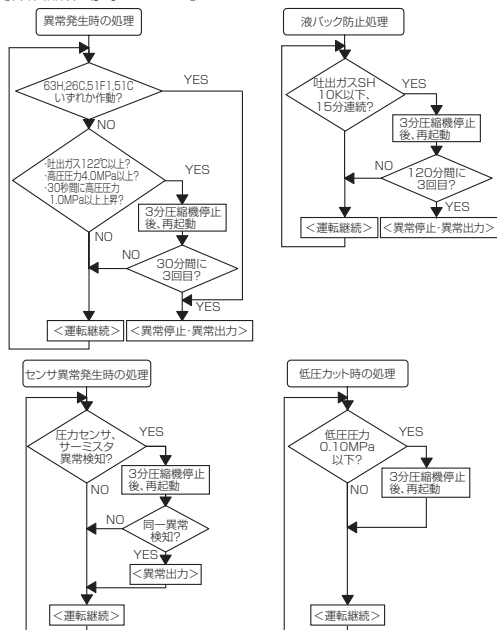 異常発生時の処理
63H,26C,51F1,51C
いずれか作動?
YES
NO
・吐出ガス122℃以上?
・高圧圧力4.0MPa以上?
・30秒間に高圧圧力
1.0MPa以上上昇?
YES
NO
3分圧縮機停止
後、再起動
30分間に
3回目?
NO
YES
<運転継続>
<異常停止・異常出力>
液バック防止処理
吐出ガスSH
10K以下、
15分連続?
YES
NO
3分圧縮機停止
後、再起動
120分間に
3回目?
NO
YES
<運転継続>
<異常停止・異常出力>
センサ異常発生時の処理
圧力センサ、
サーミスタ
異常検知?
YES
NO
3分圧縮機停止
後、再起動
同一異常
検知?
NO
YES
<異常出力>
<運転継続>
低圧カット時の処理
低圧圧力
0.10MPa
以下?
YES
NO
3分圧縮機停止
後、再起動
<運転継続>